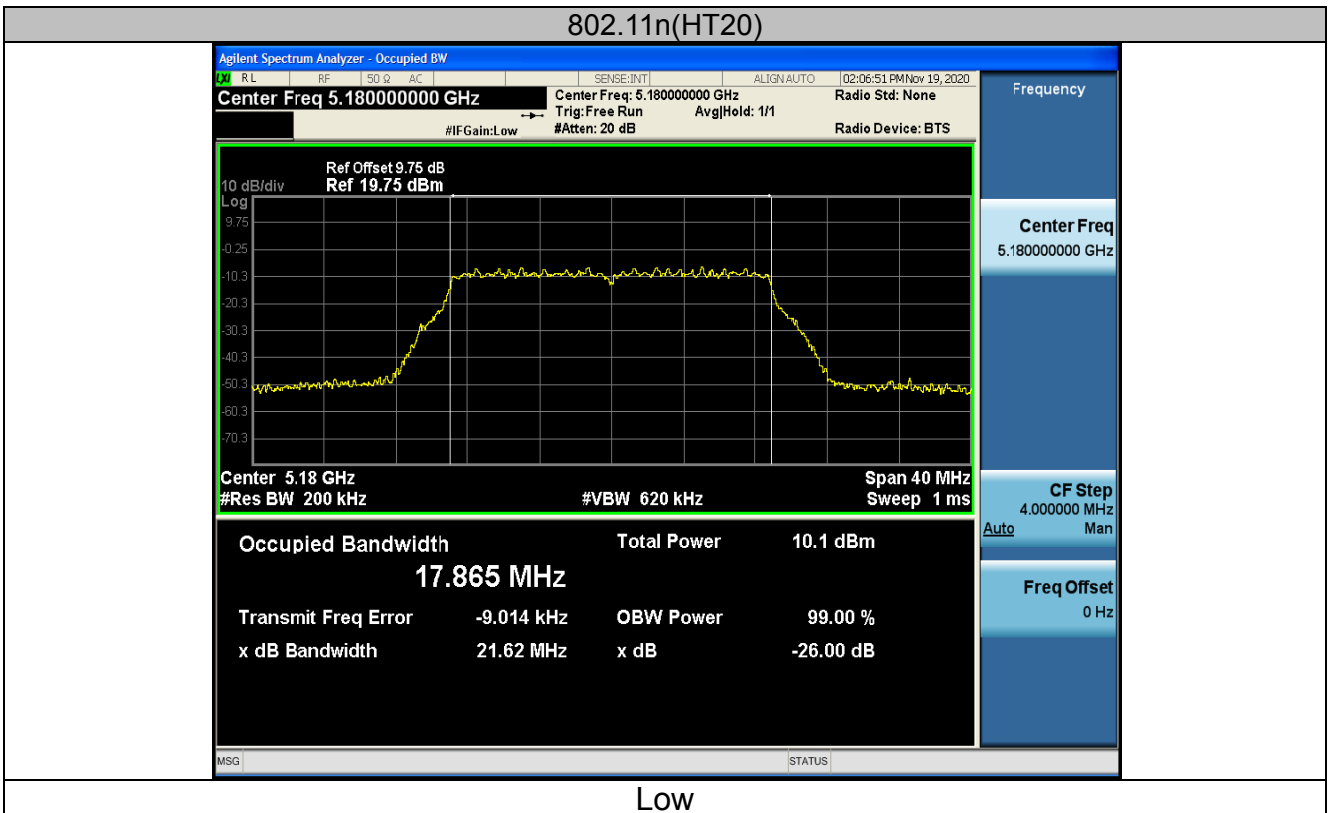 802.11n(HT20)
Agilent Spectrum Analyzer - Occupied BW
LXI RL RF 50 Ω AC SENSE:INT ALIGN AUTO 02:06:51 PM Nov 19, 2020
Center Freq 5.180000000 GHz
Center Freq: 5.180000000 GHz Radio Std: None
Trig: Free Run Avg|Hold: 1/1
#IFGain:Low #Atten: 20 dB Radio Device: BTS
Frequency
Ref Offset 9.75 dB
10 dB/div Ref 19.75 dBm
Log
9.75
-0.25
-10.3
-20.3
-30.3
-40.3
-50.3
-60.3
-70.3
Center 5.18 GHz Span 40 MHz
#Res BW 200 kHz #VBW 620 kHz Sweep 1 ms
Center Freq
5.180000000 GHz
CF Step
4.000000 MHz
Auto Man
Freq Offset
0 Hz
Occupied Bandwidth Total Power 10.1 dBm
17.865 MHz
Transmit Freq Error -9.014 kHz OBW Power 99.00 %
x dB Bandwidth 21.62 MHz x dB -26.00 dB
MSG STATUS
Low